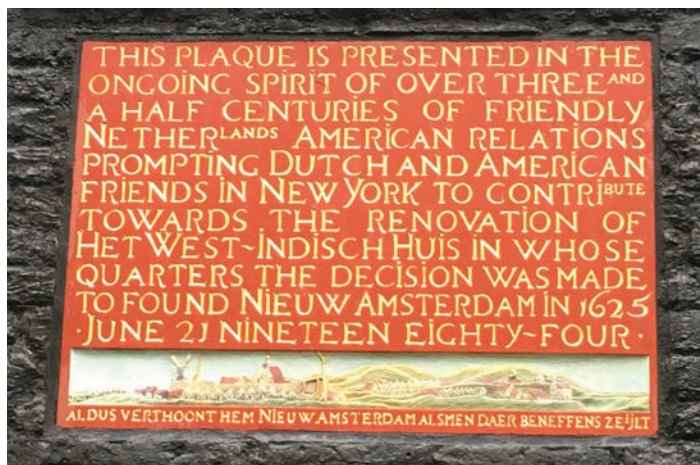 THIS PLAQUE IS PRESENTED IN THE
ONGOING SPIRIT OF OVER THREE AND
A HALF CENTURIES OF FRIENDLY
NETHERLANDS AMERICAN RELATIONS
PROMPTING DUTCH AND AMERICAN
FRIENDS IN NEW YORK TO CONTRIBUTE
TOWARDS THE RENOVATION OF
HET WEST-INDISCH HUIS IN WHOSE
QUARTERS THE DECISION WAS MADE
TO FOUND NIEUW AMSTERDAM IN 1625
·JUNE 21 NINETEEN EIGHTY-FOUR·
ALDUS VERTHOONT HEM NIEUW AMSTERDAM ALSMEN DAER BENEFFENS ZEIJLT